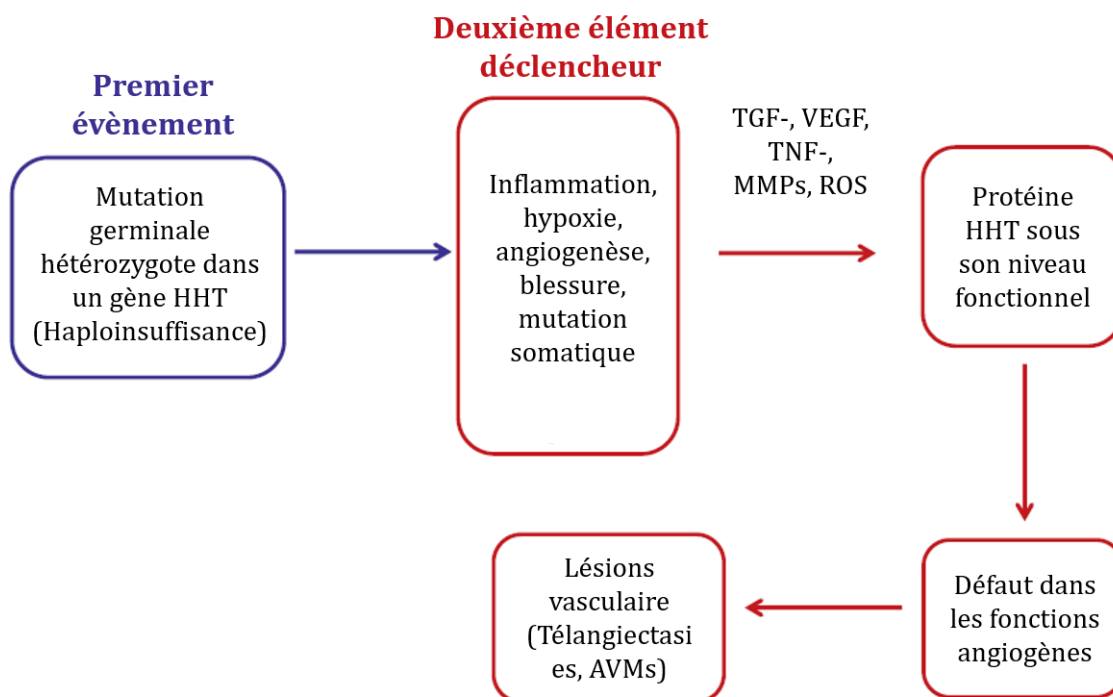 Premier
évènement
Mutation
germinale
hétérozygote dans
un gène HHT
(Haploinsuffisance)
Deuxième élément
déclencheur
Inflammation,
hypoxie,
angiogenèse,
blessure,
mutation
somatique
TGF-, VEGF,
TNF-,
MMPs, ROS
Protéine
HHT sous
son niveau
fonctionnel
Défaut dans
les fonctions
angiogènes
Lésions
vasculaire
(Télangiectasi
es, AVMs)